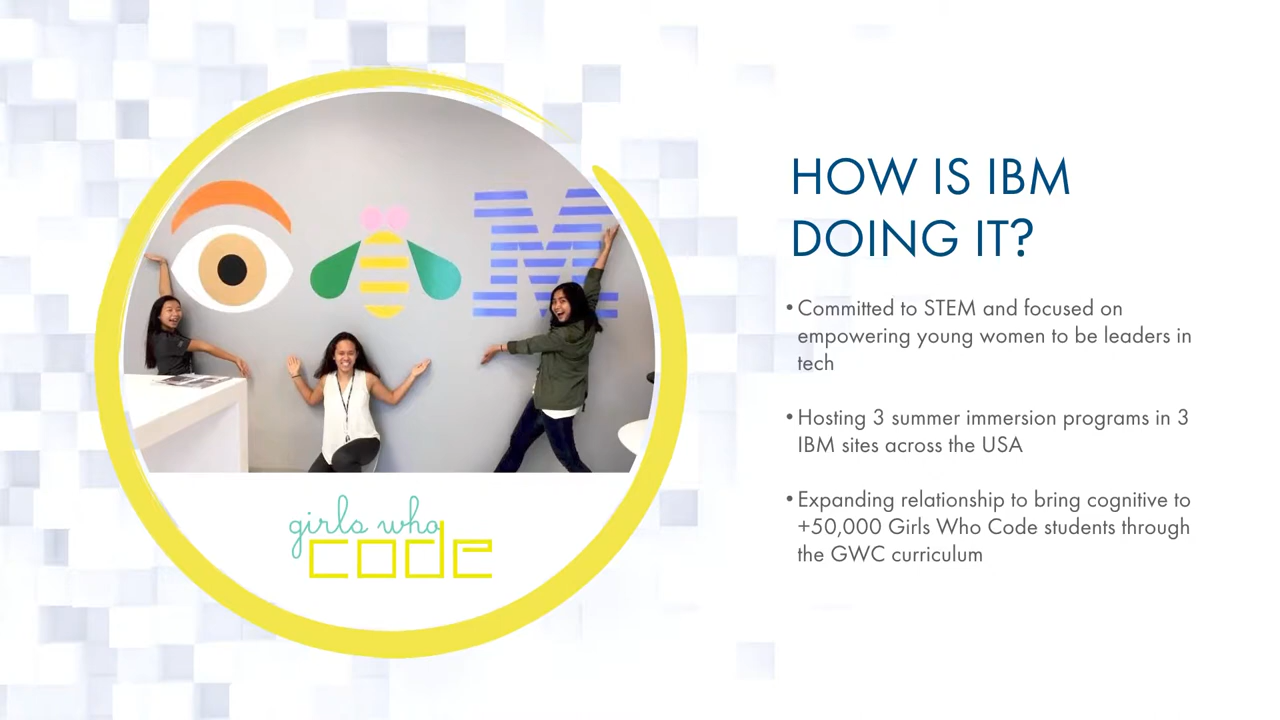 HOW IS IBM
DOING IT?
• Committed to STEM and focused on
empowering young women to be leaders in
tech
• Hosting 3 summer immersion programs in 3
IBM sites across the USA
• Expanding relationship to bring cognitive to
+50,000 Girls Who Code students through
the GWC curriculum
M
girls who
code